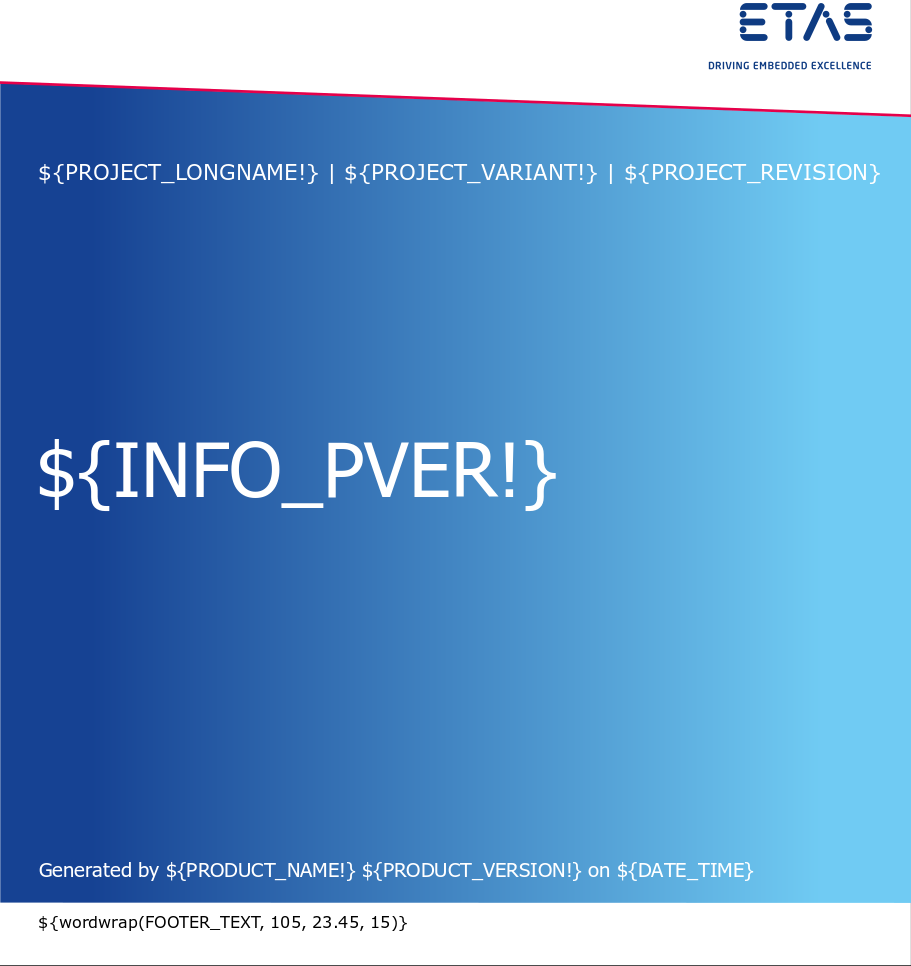 ETAS
DRIVING EMBEDDED EXCELLENCE
${PROJECT_LONGNAME!} | ${PROJECT_VARIANT!} | ${PROJECT_REVISION}
${INFO_PVER!}
Generated by ${PRODUCT_NAME!} ${PRODUCT_VERSION!} on ${DATE_TIME}
${wordwrap(FOOTER_TEXT, 105, 23.45, 15)}